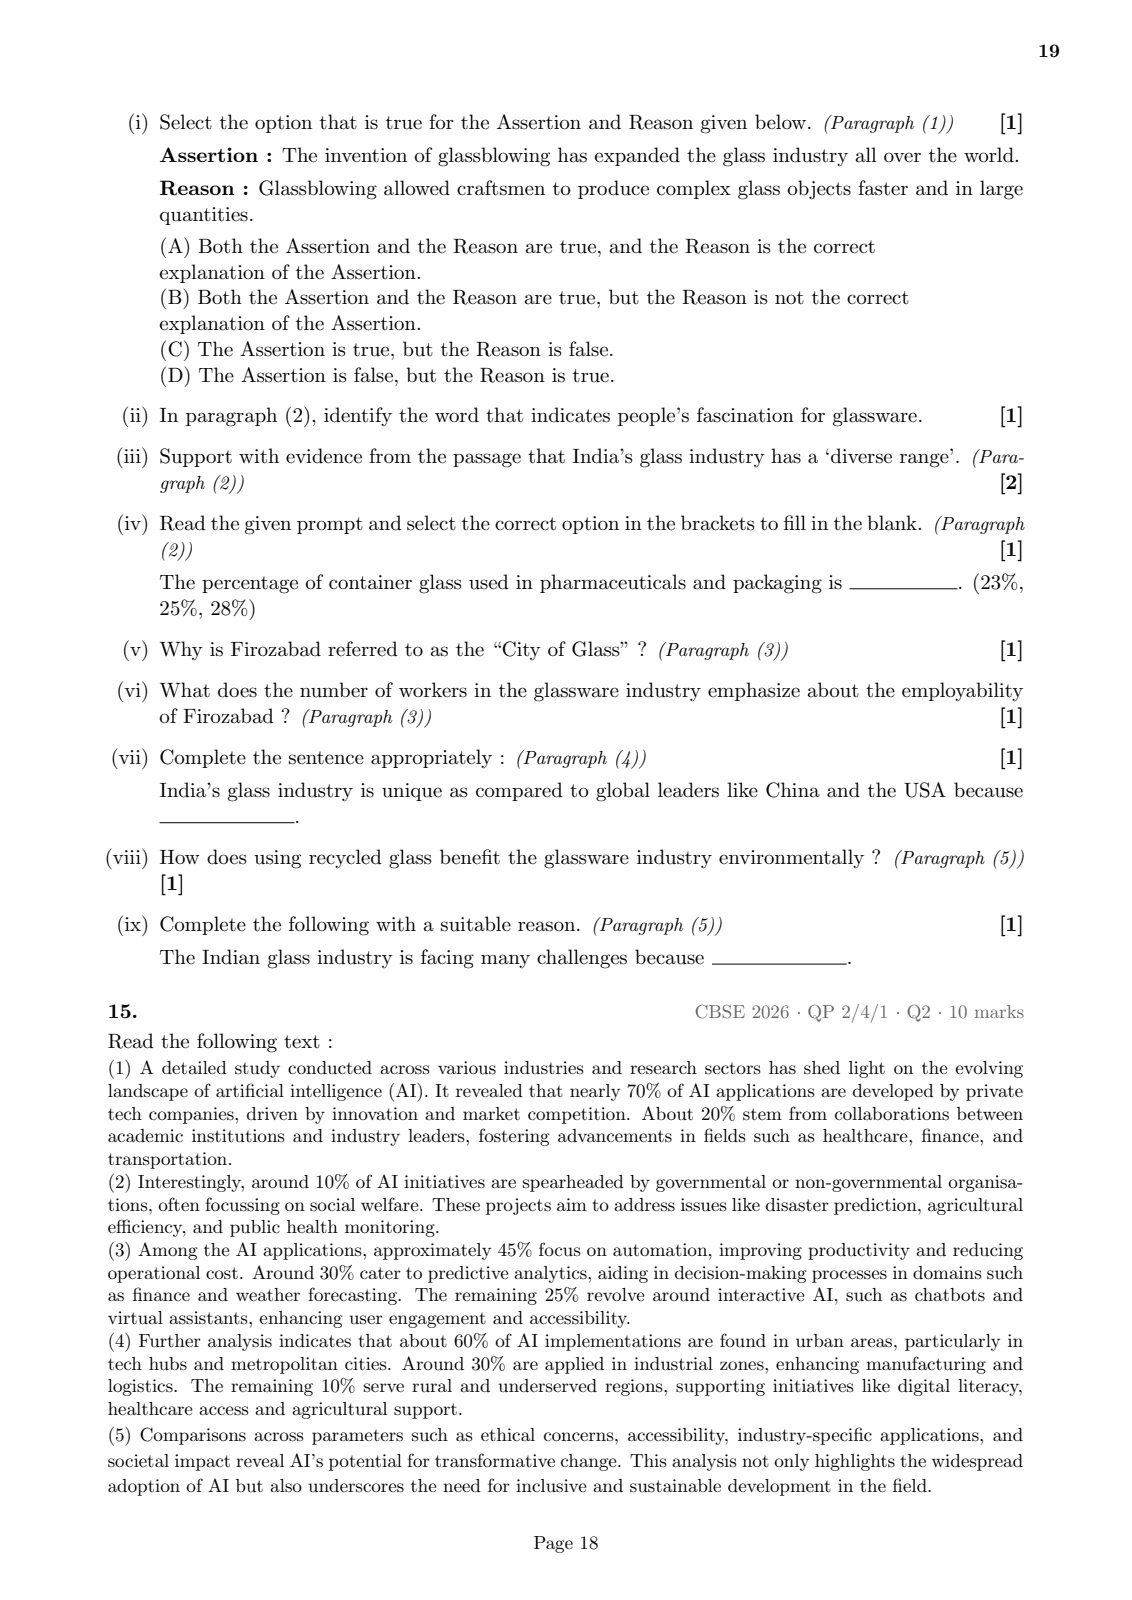 19
(i) Select the option that is true for the Assertion and Reason given below. (Paragraph (1)) [1]
Assertion : The invention of glassblowing has expanded the glass industry all over the world.
Reason : Glassblowing allowed craftsmen to produce complex glass objects faster and in large
quantities.
(A) Both the Assertion and the Reason are true, and the Reason is the correct
explanation of the Assertion.
(B) Both the Assertion and the Reason are true, but the Reason is not the correct
explanation of the Assertion.
(C) The Assertion is true, but the Reason is false.
(D) The Assertion is false, but the Reason is true.
(ii) In paragraph (2), identify the word that indicates people's fascination for glassware. [1]
(iii) Support with evidence from the passage that India's glass industry has a ‘diverse range’. (Para-
graph (2)) [2]
(iv) Read the given prompt and select the correct option in the brackets to fill in the blank. (Paragraph
(2)) [1]
The percentage of container glass used in pharmaceuticals and packaging is __________. (23%,
25%, 28%)
(v) Why is Firozabad referred to as the “City of Glass” ? (Paragraph (3)) [1]
(vi) What does the number of workers in the glassware industry emphasize about the employability
of Firozabad ? (Paragraph (3)) [1]
(vii) Complete the sentence appropriately : (Paragraph (4)) [1]
India's glass industry is unique as compared to global leaders like China and the USA because
____________.
(viii) How does using recycled glass benefit the glassware industry environmentally ? (Paragraph (5))
[1]
(ix) Complete the following with a suitable reason. (Paragraph (5)) [1]
The Indian glass industry is facing many challenges because ____________.
15. CBSE 2026 · QP 2/4/1 · Q2 · 10 marks
Read the following text :
(1) A detailed study conducted across various industries and research sectors has shed light on the evolving
landscape of artificial intelligence (AI). It revealed that nearly 70% of AI applications are developed by private
tech companies, driven by innovation and market competition. About 20% stem from collaborations between
academic institutions and industry leaders, fostering advancements in fields such as healthcare, finance, and
transportation.
(2) Interestingly, around 10% of AI initiatives are spearheaded by governmental or non-governmental organisa-
tions, often focussing on social welfare. These projects aim to address issues like disaster prediction, agricultural
efficiency, and public health monitoring.
(3) Among the AI applications, approximately 45% focus on automation, improving productivity and reducing
operational cost. Around 30% cater to predictive analytics, aiding in decision-making processes in domains such
as finance and weather forecasting. The remaining 25% revolve around interactive AI, such as chatbots and
virtual assistants, enhancing user engagement and accessibility.
(4) Further analysis indicates that about 60% of AI implementations are found in urban areas, particularly in
tech hubs and metropolitan cities. Around 30% are applied in industrial zones, enhancing manufacturing and
logistics. The remaining 10% serve rural and underserved regions, supporting initiatives like digital literacy,
healthcare access and agricultural support.
(5) Comparisons across parameters such as ethical concerns, accessibility, industry-specific applications, and
societal impact reveal AI's potential for transformative change. This analysis not only highlights the widespread
adoption of AI but also underscores the need for inclusive and sustainable development in the field.
Page 18